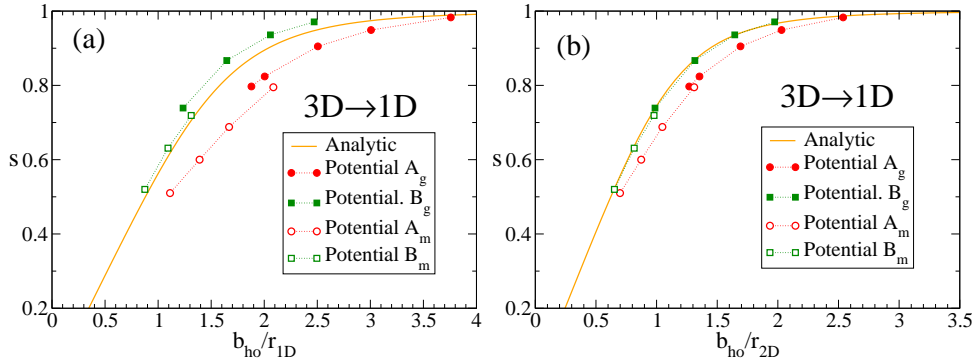 (a)
3D→1D
Analytic
Potential A_g
Potential. B_g
Potential A_m
Potential B_m
s
1
0.8
0.6
0.4
0.2
0 0.5 1 1.5 2 2.5 3 3.5 4
b_ho/r_1D
(b)
3D→1D
Analytic
Potential A_g
Potential. B_g
Potential A_m
Potential B_m
s
1
0.8
0.6
0.4
0.2
0 0.5 1 1.5 2 2.5 3 3.5
b_ho/r_2D